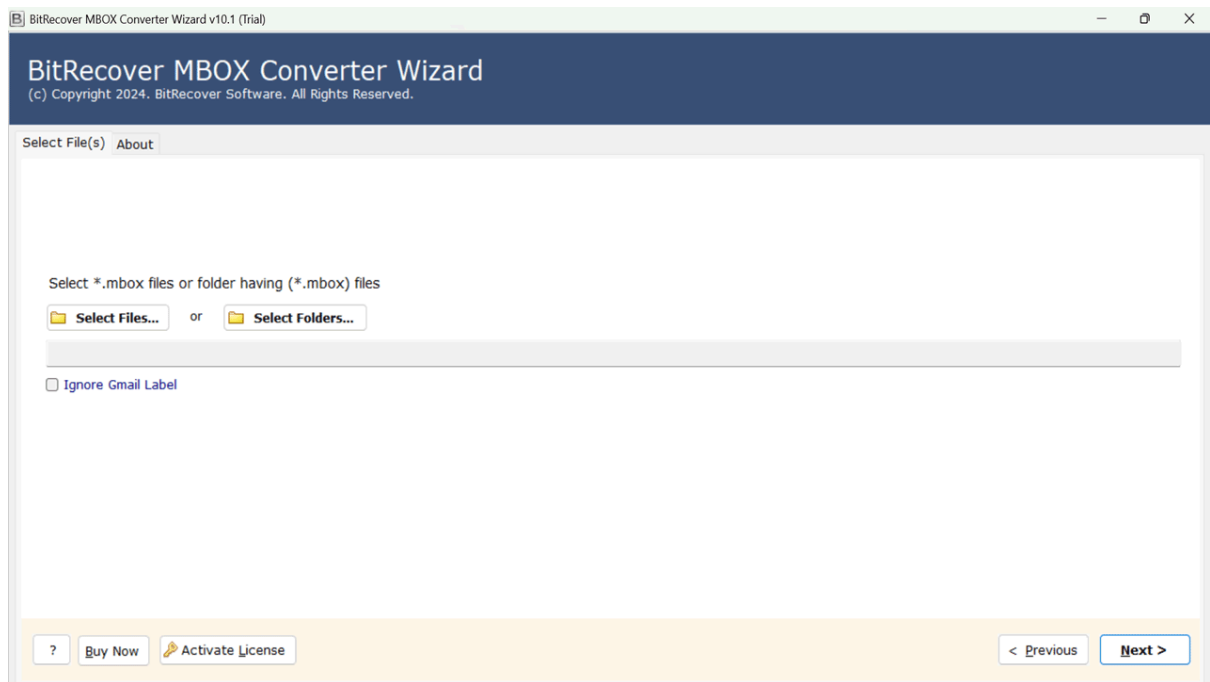 BitRecover MBOX Converter Wizard v10.1 (Trial)
BitRecover MBOX Converter Wizard
(c) Copyright 2024. BitRecover Software. All Rights Reserved.
Select File(s) About
Select *.mbox files or folder having (*.mbox) files
Select Files... or Select Folders...
Ignore Gmail Label
? Buy Now Activate License < Previous Next >